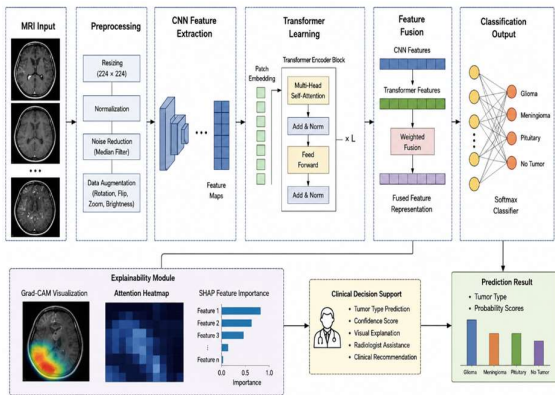 MRI Input
Preprocessing
Resizing
(224 × 224)
Normalization
Noise Reduction
(Median Filter)
Data Augmentation
(Rotation, Flip,
Zoom, Brightness)
CNN Feature
Extraction
Feature
Maps
Transformer
Learning
Transformer Encoder Block
Patch
Embedding
Multi-Head
Self-Attention
Add & Norm
Feed
Forward
Add & Norm
× L
Feature
Fusion
CNN Features
Transformer Features
Weighted
Fusion
Fused Feature
Representation
Classification
Output
Glioma
Meningioma
Pituitary
No Tumor
Softmax
Classifier
Explainability Module
Grad-CAM Visualization
Attention Heatmap
SHAP Feature Importance
Feature 1
Feature 2
Feature 3
Feature n
0.0
0.5
1.0
Importance
Clinical Decision Support
• Tumor Type Prediction
• Confidence Score
• Visual Explanation
• Radiologist Assistance
• Clinical Recommendation
Prediction Result
• Tumor Type
• Probability Scores
Glioma
Meningioma
Pituitary
No Tumor